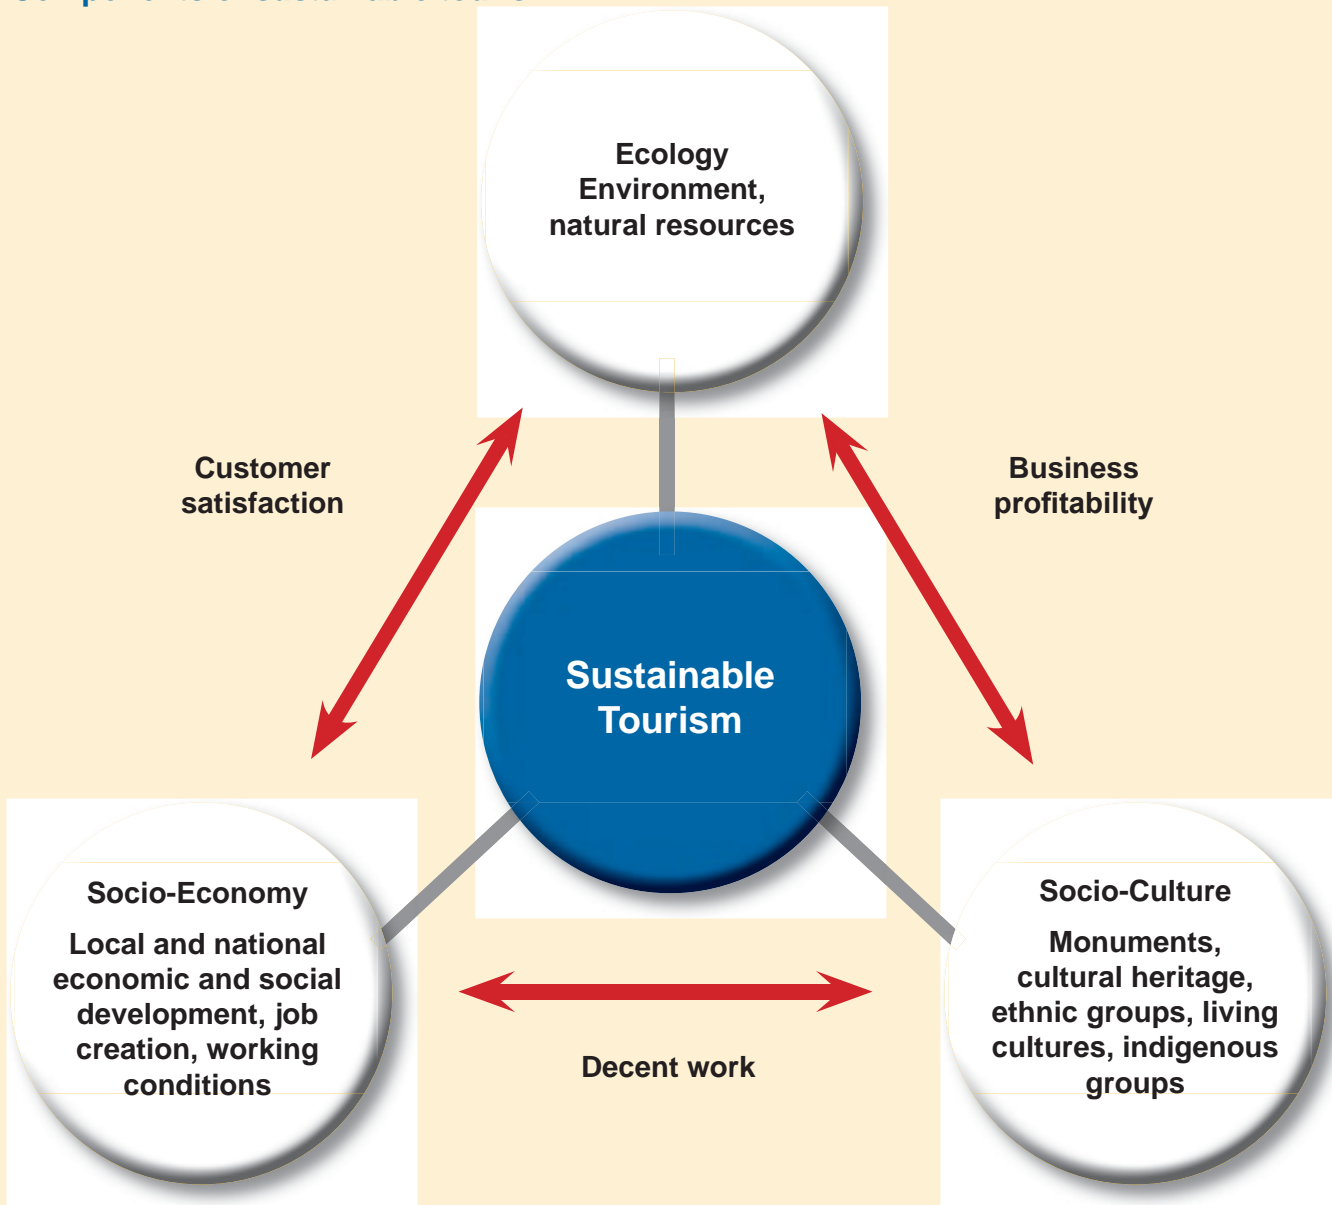 Ecology
Environment,
natural resources
Customer
satisfaction
Business
profitability
Sustainable
Tourism
Socio-Economy
Local and national
economic and social
development, job
creation, working
conditions
Socio-Culture
Monuments,
cultural heritage,
ethnic groups, living
cultures, indigenous
groups
Decent work